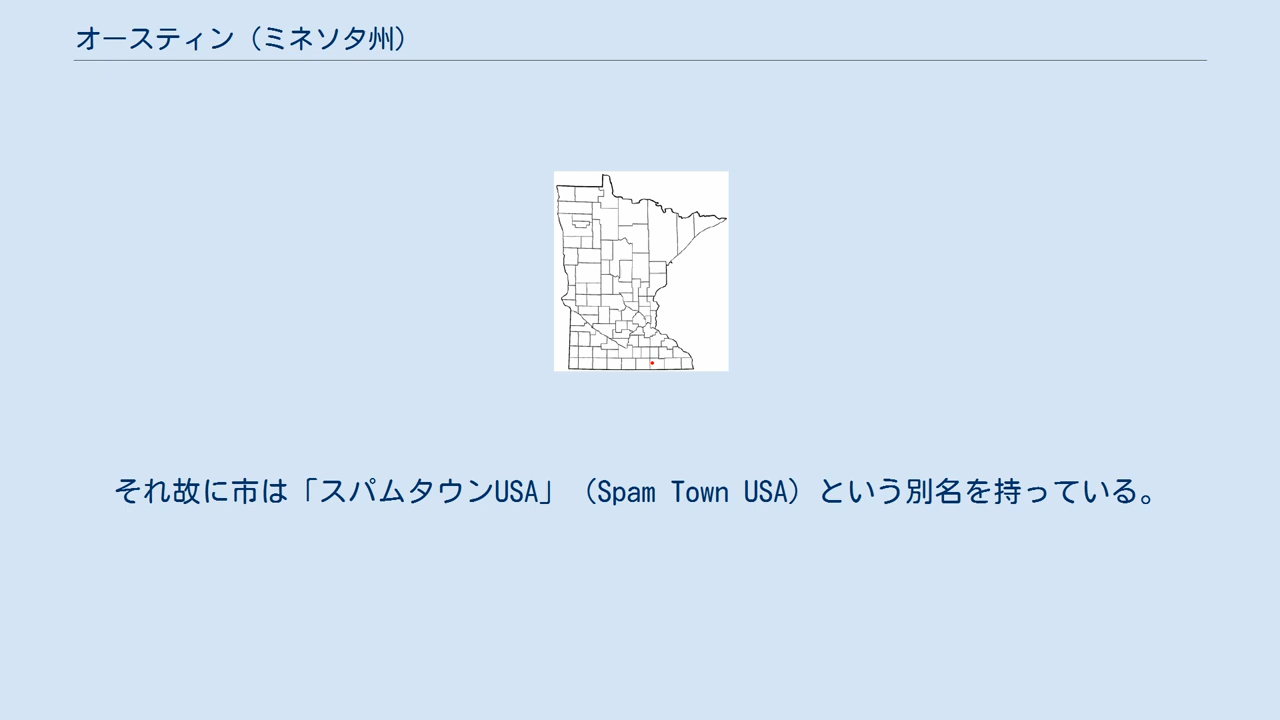 オースティン（ミネソタ州）
それ故に市は「スパムタウンUSA」（Spam Town USA）という別名を持っている。